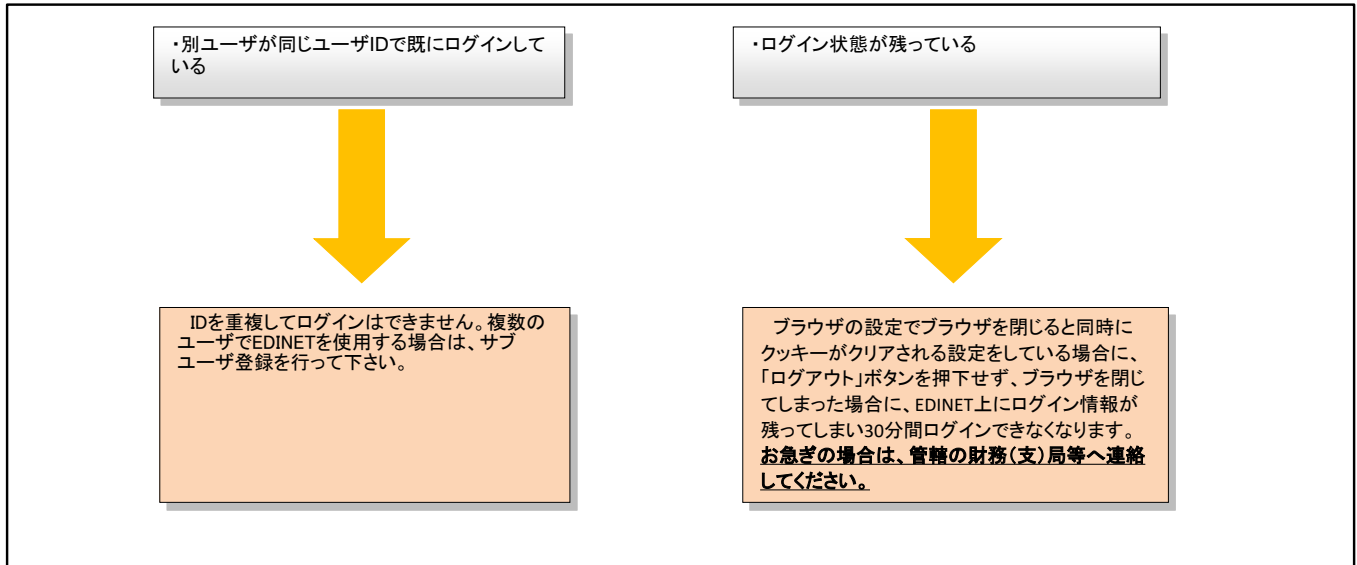 ・別ユーザが同じユーザIDで既にログインして
いる
・ログイン状態が残っている
IDを重複してログインはできません。複数の
ユーザでEDINETを使用する場合は、サブ
ユーザ登録を行って下さい。
ブラウザの設定でブラウザを閉じると同時に
クッキーがクリアされる設定をしている場合に、
「ログアウト」ボタンを押下せず、ブラウザを閉じ
てしまった場合に、EDINET上にログイン情報が
残ってしまい30分間ログインできなくなります。
お急ぎの場合は、管轄の財務(支)局等へ連絡
してください。